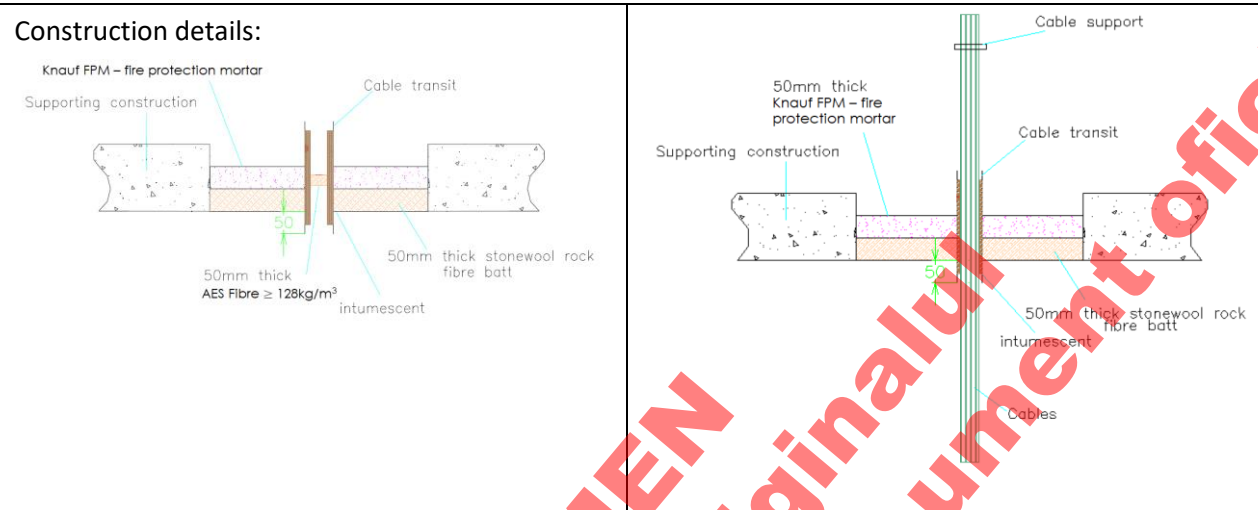 Construction details:
Knauf FPM – fire protection mortar
Supporting construction
Cable transit
50
50mm thick
AES Fibre ≥ 128kg/m³
50mm thick stonewool rock
fibre batt
intumescent
Cable support
50mm thick
Knauf FPM – fire
protection mortar
Cable transit
Supporting construction
50
50mm thick stonewool rock
fibre batt
intumescent
Cables